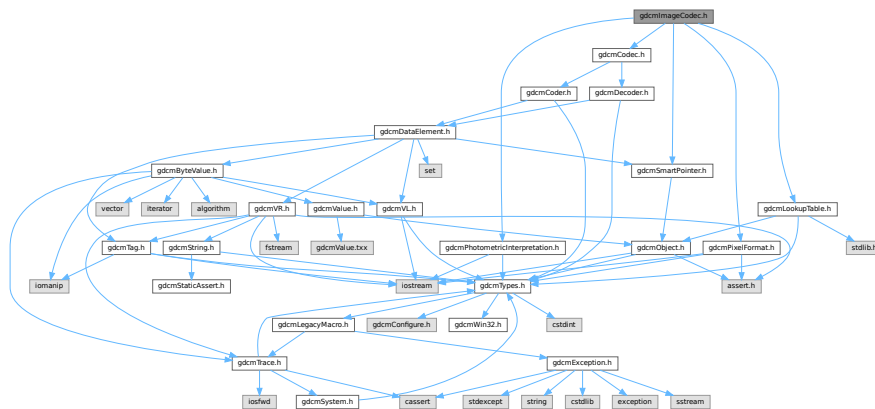 gdcmImageCodec.h
gdcmCodec.h
gdcmCoder.h
gdcmDecoder.h
gdcmDataElement.h
gdcmByteValue.h
set
gdcmSmartPointer.h
vector
iterator
algorithm
gdcmVR.h
gdcmValue.h
gdcmVL.h
gdcmLookupTable.h
gdcmTag.h
gdcmString.h
fstream
gdcmValue.txx
gdcmPhotometricInterpretation.h
gdcmObject.h
gdcmPixelFormat.h
stdlib.h
iomanip
gdcmStaticAssert.h
iostream
gdcmTypes.h
assert.h
gdcmLegacyMacro.h
gdcmConfigure.h
gdcmWin32.h
cstdint
gdcmTrace.h
gdcmException.h
iosfwd
gdcmSystem.h
cassert
stdexcept
string
cstdlib
exception
sstream